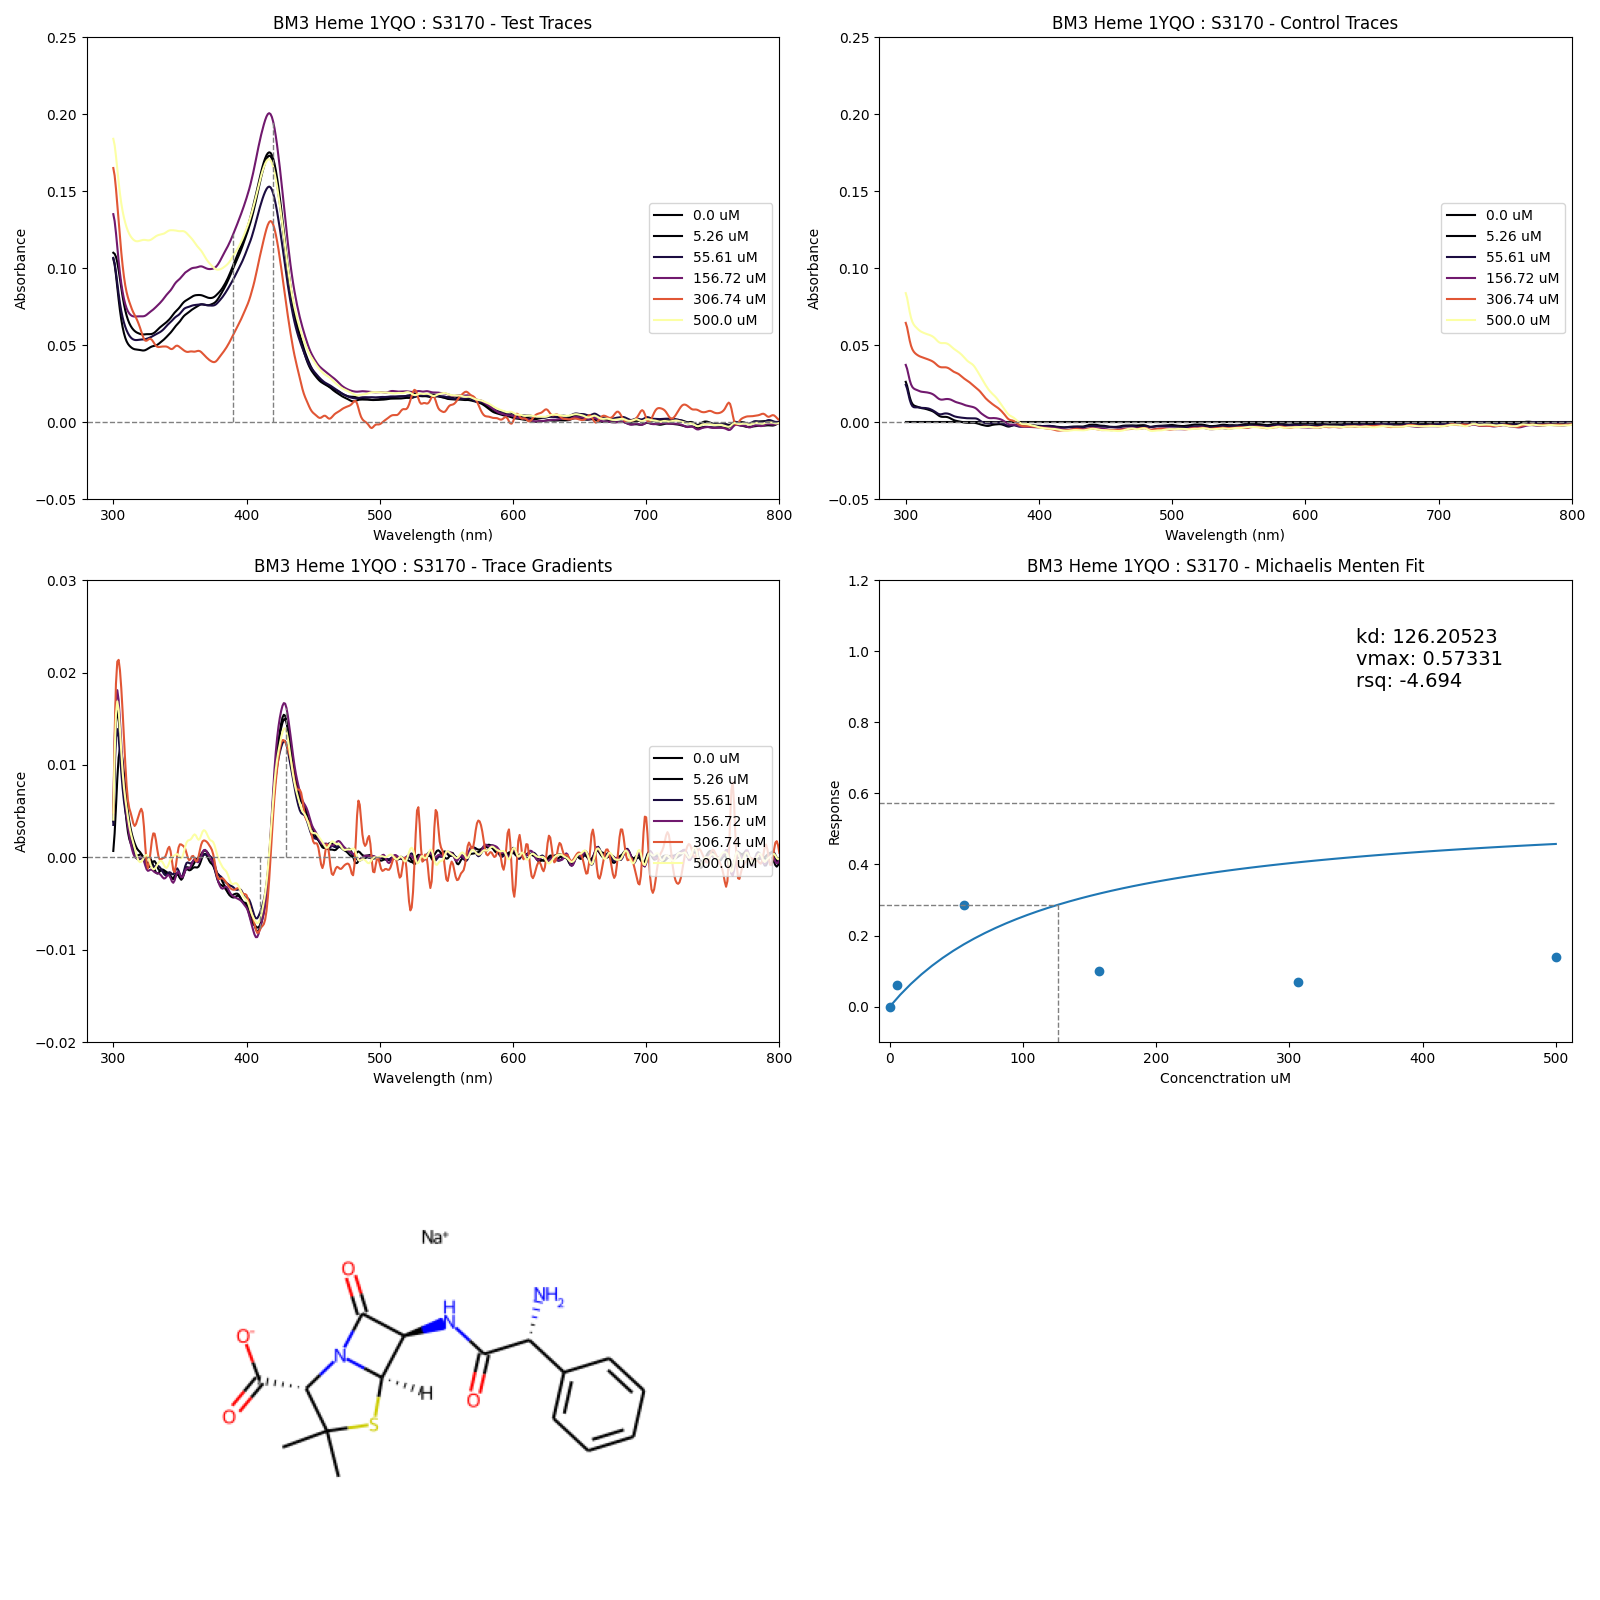 BM3 Heme 1YQO : S3170 - Test Traces
0.25
0.20
0.15
0.10
0.05
0.00
−0.05
Absorbance
300 400 500 600 700 800
Wavelength (nm)
0.0 uM
5.26 uM
55.61 uM
156.72 uM
306.74 uM
500.0 uM
BM3 Heme 1YQO : S3170 - Control Traces
0.25
0.20
0.15
0.10
0.05
0.00
−0.05
Absorbance
300 400 500 600 700 800
Wavelength (nm)
0.0 uM
5.26 uM
55.61 uM
156.72 uM
306.74 uM
500.0 uM
BM3 Heme 1YQO : S3170 - Trace Gradients
0.03
0.02
0.01
0.00
−0.01
−0.02
Absorbance
300 400 500 600 700 800
Wavelength (nm)
0.0 uM
5.26 uM
55.61 uM
156.72 uM
306.74 uM
500.0 uM
BM3 Heme 1YQO : S3170 - Michaelis Menten Fit
1.2
1.0
0.8
0.6
0.4
0.2
0.0
Response
kd: 126.20523
vmax: 0.57331
rsq: -4.694
0 100 200 300 400 500
Concenctration uM
Na+
O
NH2
H
N
O-
N
H
O
O
S